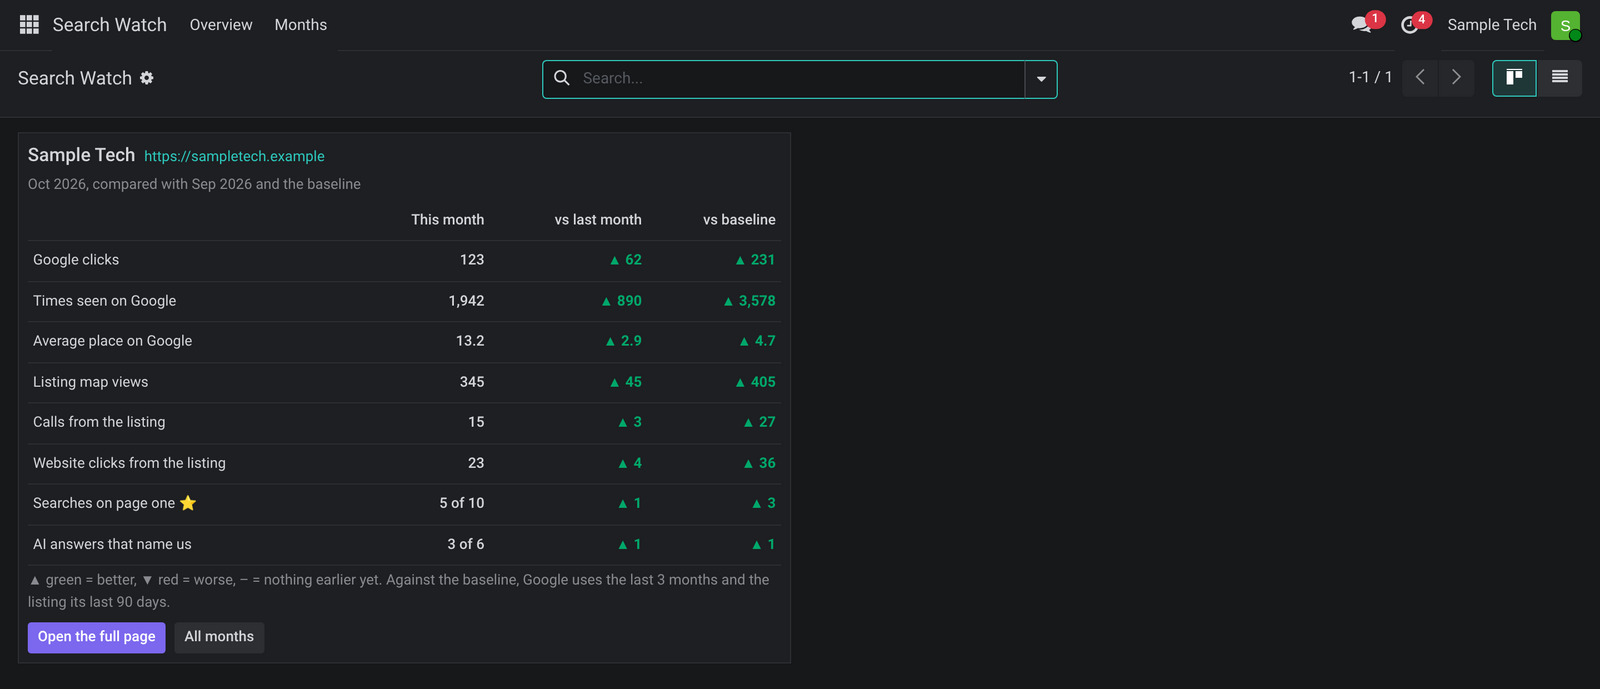 Search Watch Overview Months 1 4 Sample Tech S
Search Watch Search... 1-1 / 1
Sample Tech https://sampletech.example
Oct 2026, compared with Sep 2026 and the baseline
This month vs last month vs baseline
Google clicks 123 ▲ 62 ▲ 231
Times seen on Google 1,942 ▲ 890 ▲ 3,578
Average place on Google 13.2 ▲ 2.9 ▲ 4.7
Listing map views 345 ▲ 45 ▲ 405
Calls from the listing 15 ▲ 3 ▲ 27
Website clicks from the listing 23 ▲ 4 ▲ 36
Searches on page one ⭐ 5 of 10 ▲ 1 ▲ 3
AI answers that name us 3 of 6 ▲ 1 ▲ 1
▲ green = better, ▼ red = worse, – = nothing earlier yet. Against the baseline, Google uses the last 3 months and the
listing its last 90 days.
Open the full page All months